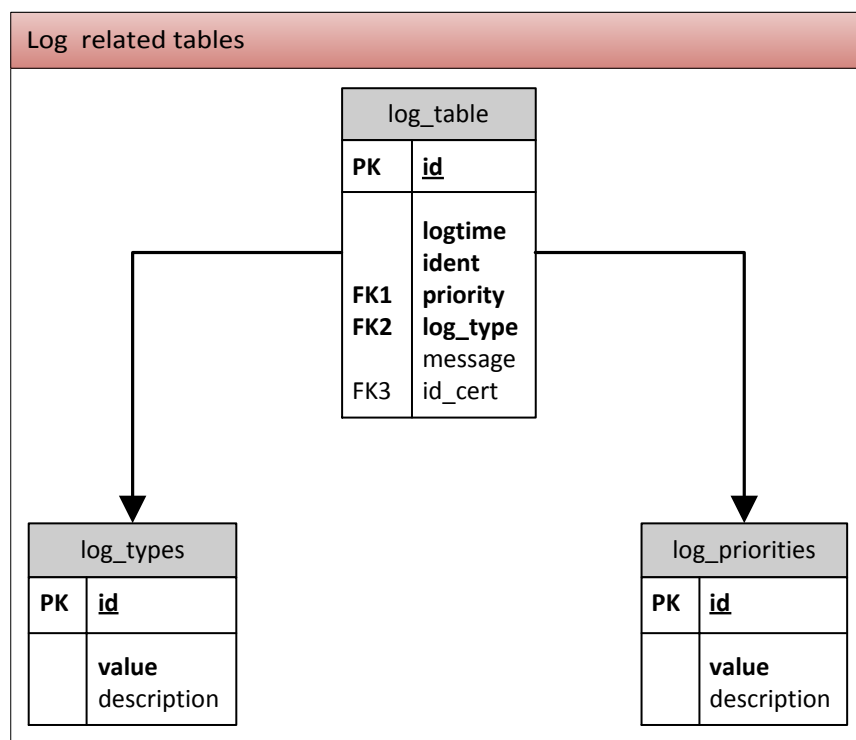 Log related tables
log_table
PK id
logtime
ident
FK1 priority
FK2 log_type
message
FK3 id_cert
log_types
PK id
value
description
log_priorities
PK id
value
description